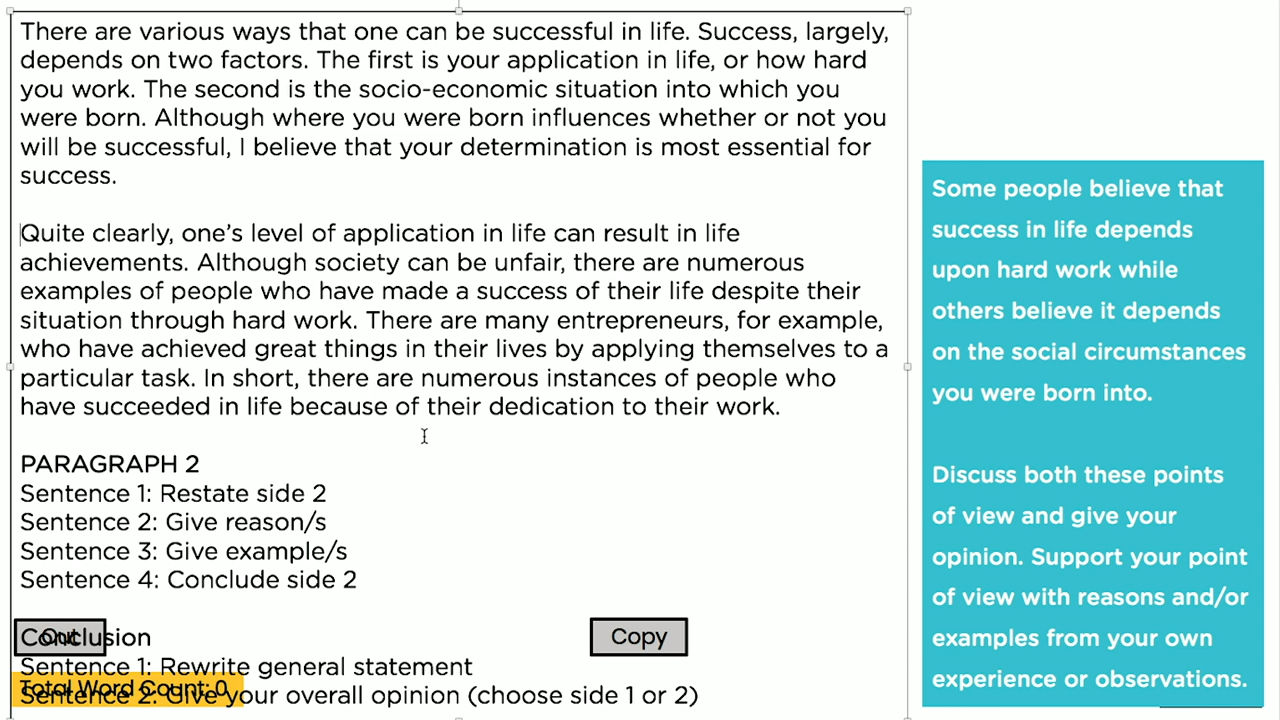 There are various ways that one can be successful in life. Success, largely,
depends on two factors. The first is your application in life, or how hard
you work. The second is the socio-economic situation into which you
were born. Although where you were born influences whether or not you
will be successful, I believe that your determination is most essential for
success.
Quite clearly, one's level of application in life can result in life
achievements. Although society can be unfair, there are numerous
examples of people who have made a success of their life despite their
situation through hard work. There are many entrepreneurs, for example,
who have achieved great things in their lives by applying themselves to a
particular task. In short, there are numerous instances of people who
have succeeded in life because of their dedication to their work.
PARAGRAPH 2
Sentence 1: Restate side 2
Sentence 2: Give reason/s
Sentence 3: Give example/s
Sentence 4: Conclude side 2
Conclusion
Cut
Copy
Sentence 1: Rewrite general statement
Total Word Count: 0
Sentence 2: Give your overall opinion (choose side 1 or 2)
Some people believe that
success in life depends
upon hard work while
others believe it depends
on the social circumstances
you were born into.
Discuss both these points
of view and give your
opinion. Support your point
of view with reasons and/or
examples from your own
experience or observations.